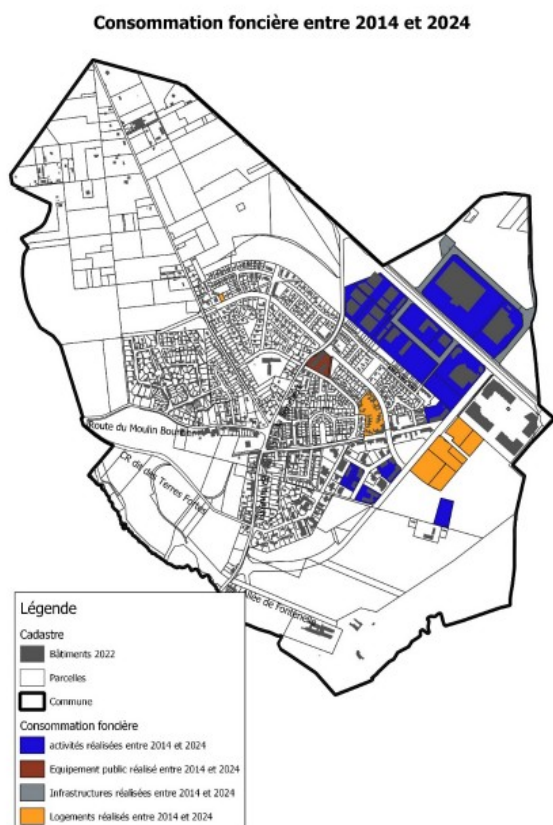 Consommation foncière entre 2014 et 2024
Route du Moulin
CR dit des Terres Fortes
Allée de Fontenelle
Légende
Cadastre
Bâtiments 2022
Parcelles
Commune
Consommation foncière
activités réalisées entre 2014 et 2024
Equipement public réalisé entre 2014 et 2024
Infrastructures réalisées entre 2014 et 2024
Logements réalisés entre 2014 et 2024